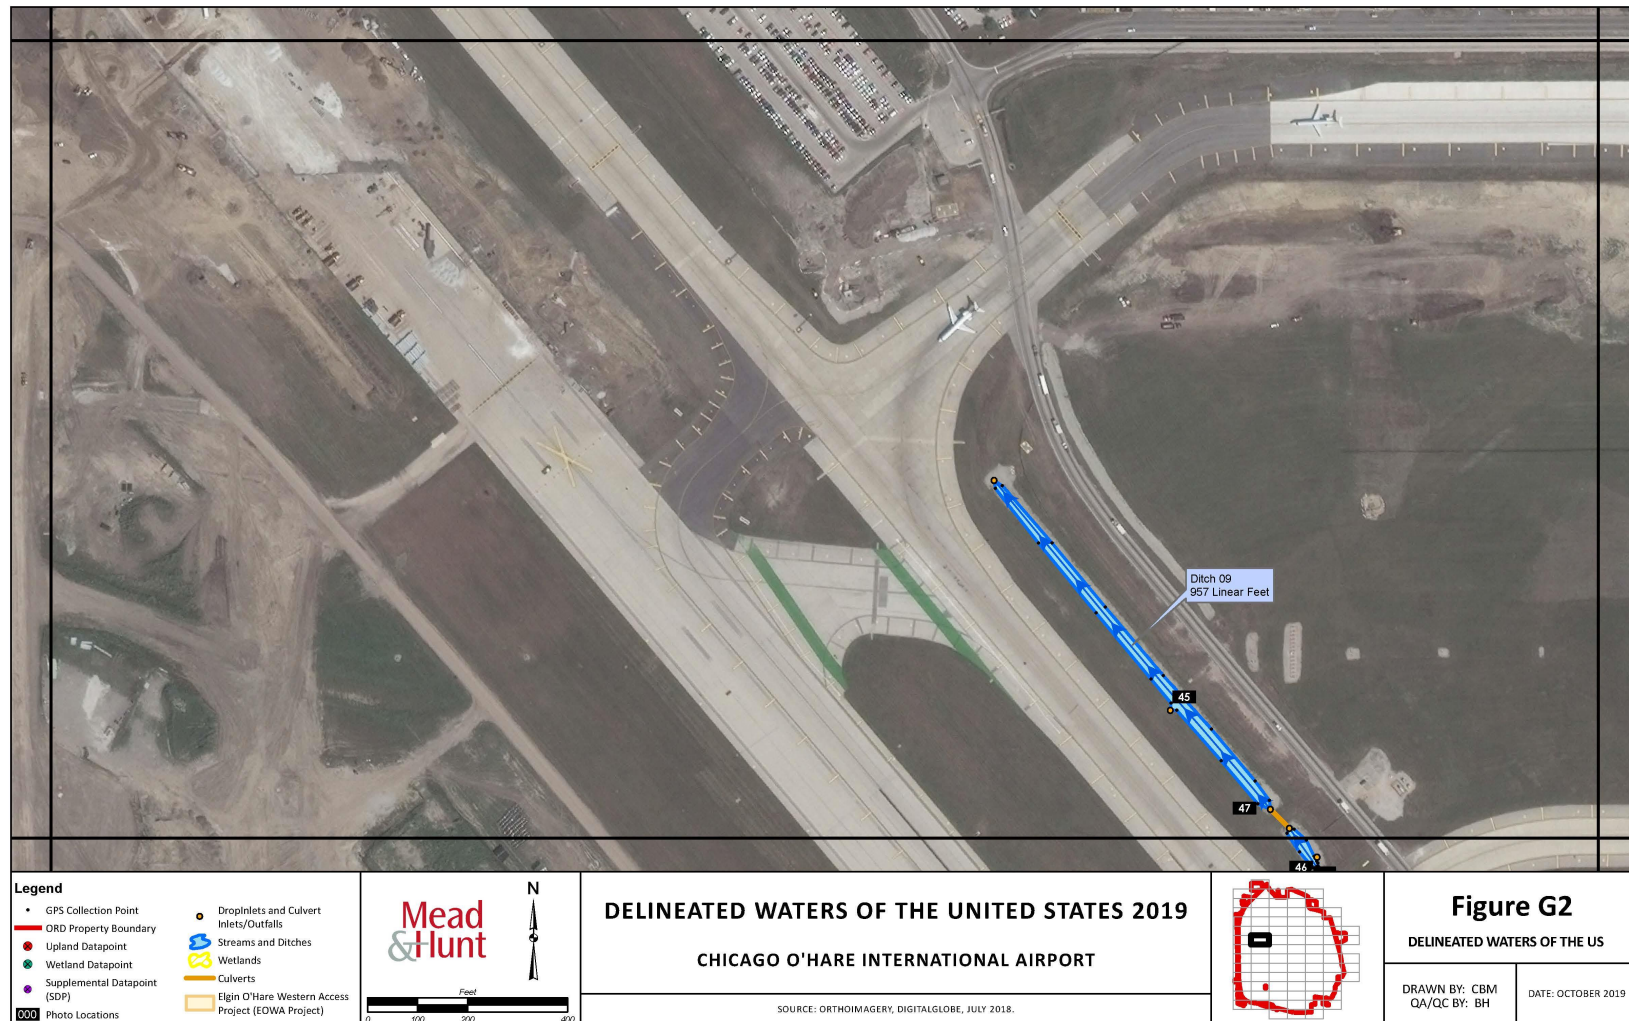 Ditch 09
957 Linear Feet
45
47
46
Legend
GPS Collection Point
ORD Property Boundary
Upland Datapoint
Wetland Datapoint
Supplemental Datapoint
(SDP)
000 Photo Locations
DropInlets and Culvert
Inlets/Outfalls
Streams and Ditches
Wetlands
Culverts
Elgin O'Hare Western Access
Project (EOWA Project)
Mead
&Hunt
N
Feet
0 100 200 400
DELINEATED WATERS OF THE UNITED STATES 2019
CHICAGO O'HARE INTERNATIONAL AIRPORT
SOURCE: ORTHOIMAGERY, DIGITALGLOBE, JULY 2018.
Figure G2
DELINEATED WATERS OF THE US
DRAWN BY: CBM
QA/QC BY: BH
DATE: OCTOBER 2019